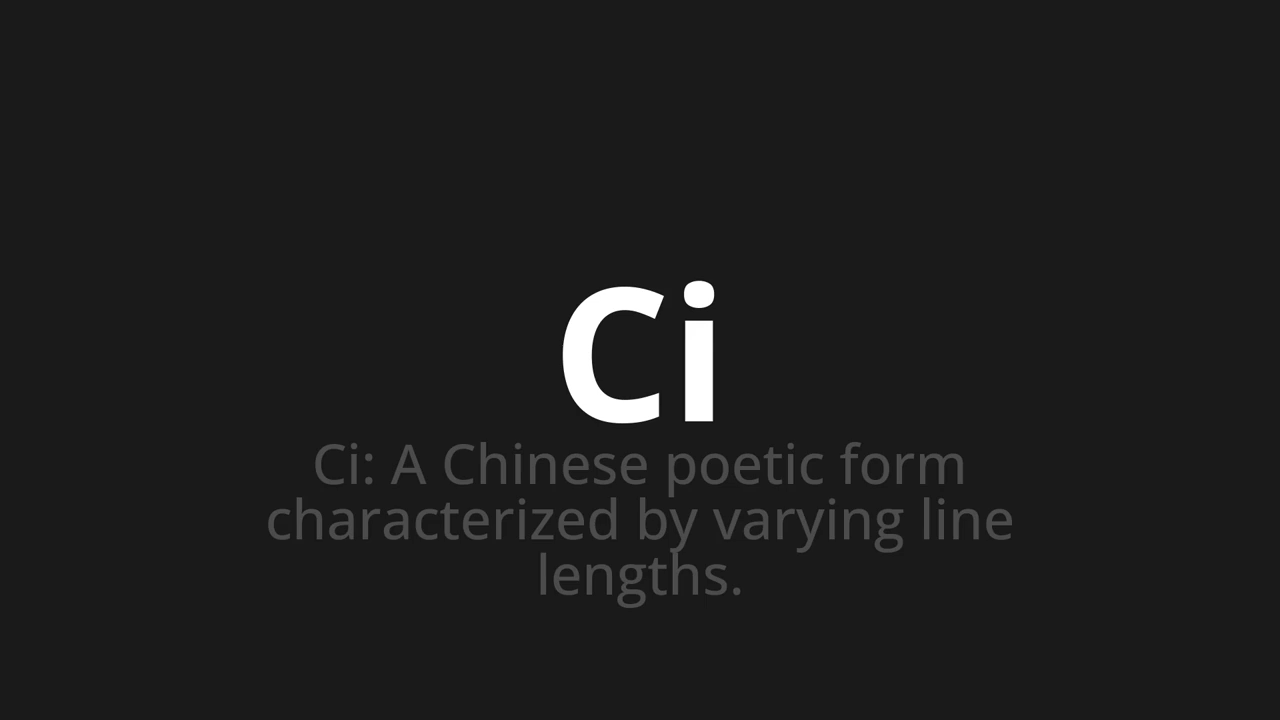 Ci
Ci: A Chinese poetic form
characterized by varying line
lengths.